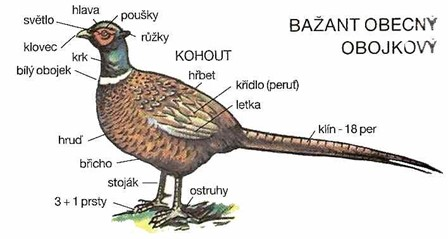 BAŽANT OBECNÝ
OBOJKOVÝ
KOHOUT
hlava
poušky
světlo
růžky
klovec
krk
bílý obojek
hřbet
křídlo (peruť)
letka
klín - 18 per
hruď
břicho
stoják
ostruhy
3 + 1 prsty